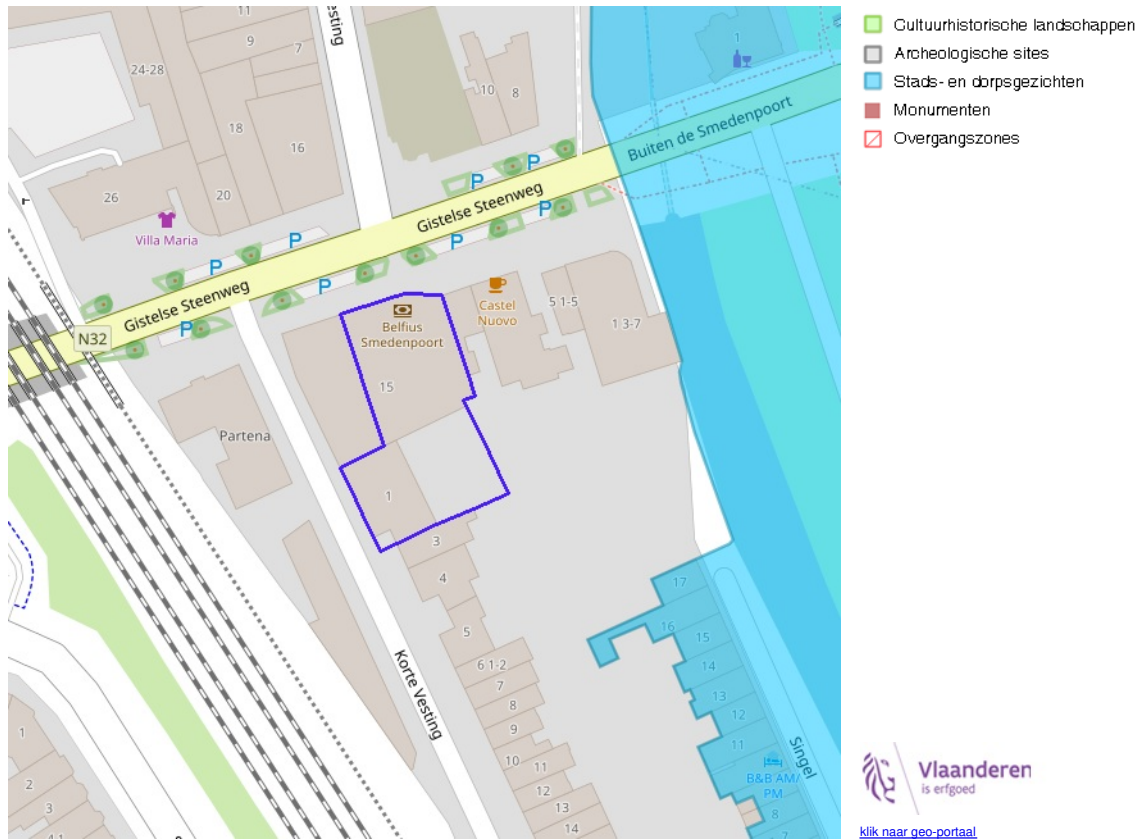 11
9
7
24-28
18
16
20
26
Villa Maria
esting
10
8
1
Buiten de Smedenpoort
Gistelse Steenweg
P
P
P
P
P
P
P
P
Gistelse Steenweg
N32
Belfius
Smedenpoort
Castel
Nuovo
5 1-5
1 3-7
15
Partena
1
3
4
5
6 1-2
7
8
9
10
11
12
13
14
Korte Vesting
17
16
15
14
13
12
11
B&B AM/
PM
8
7
Singel
1
2
3
4 1
Cultuurhistorische landschappen
Archeologische sites
Stads- en dorpsgezichten
Monumenten
Overgangszones
Vlaanderen
is erfgoed
klik naar geo-portaal